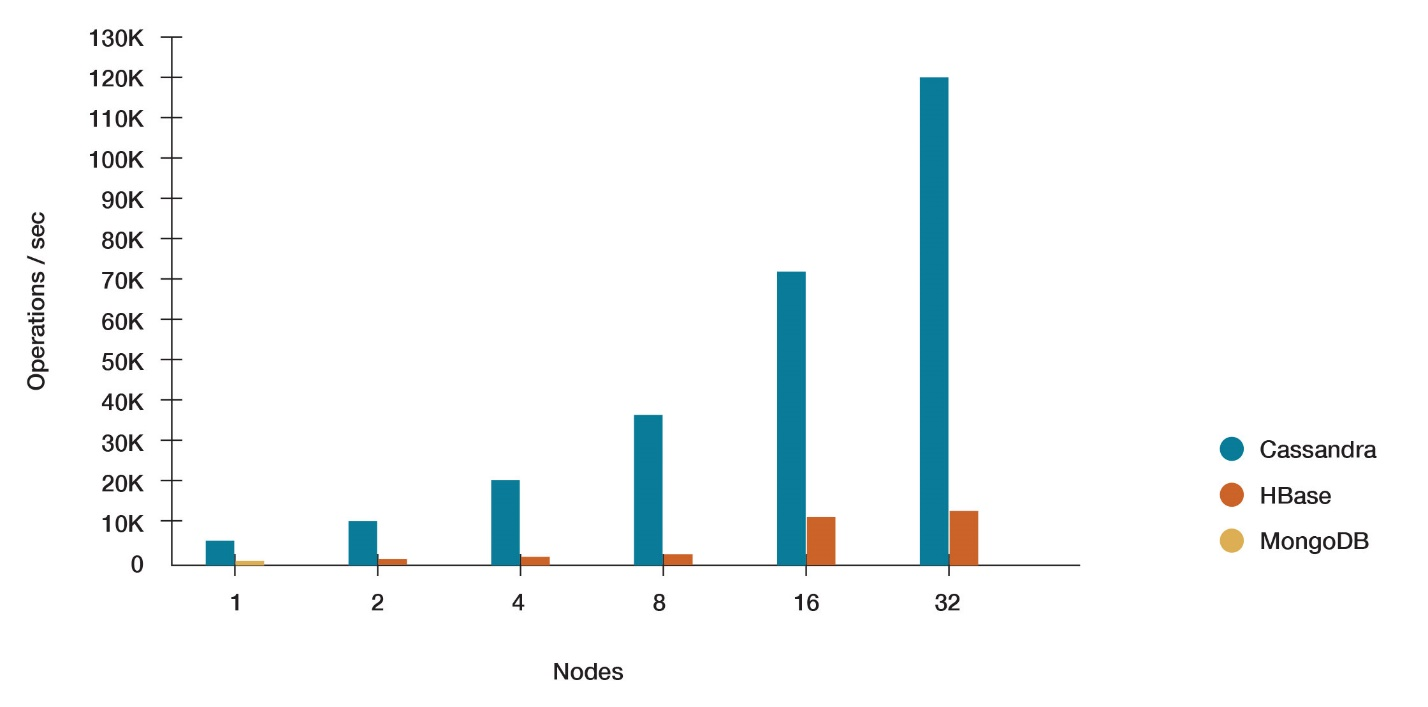 130K
120K
110K
100K
90K
80K
70K
60K
50K
40K
30K
20K
10K
0
Operations / sec
1 2 4 8 16 32
Nodes
Cassandra
HBase
MongoDB